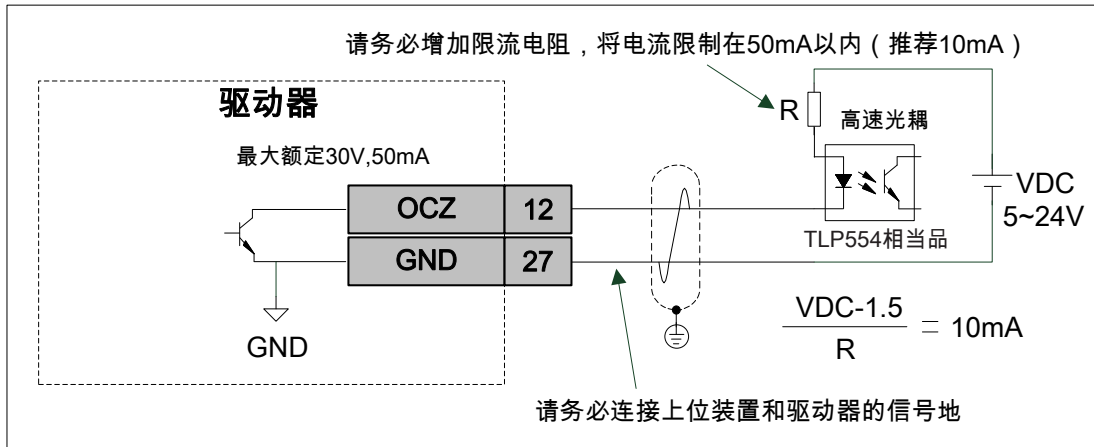 请务必增加限流电阻，将电流限制在50mA以内（推荐10mA）
驱动器
R
高速光耦
最大额定30V,50mA
OCZ 12
VDC
5~24V
TLP554相当品
GND 27
GND
VDC-1.5
R
= 10mA
请务必连接上位装置和驱动器的信号地